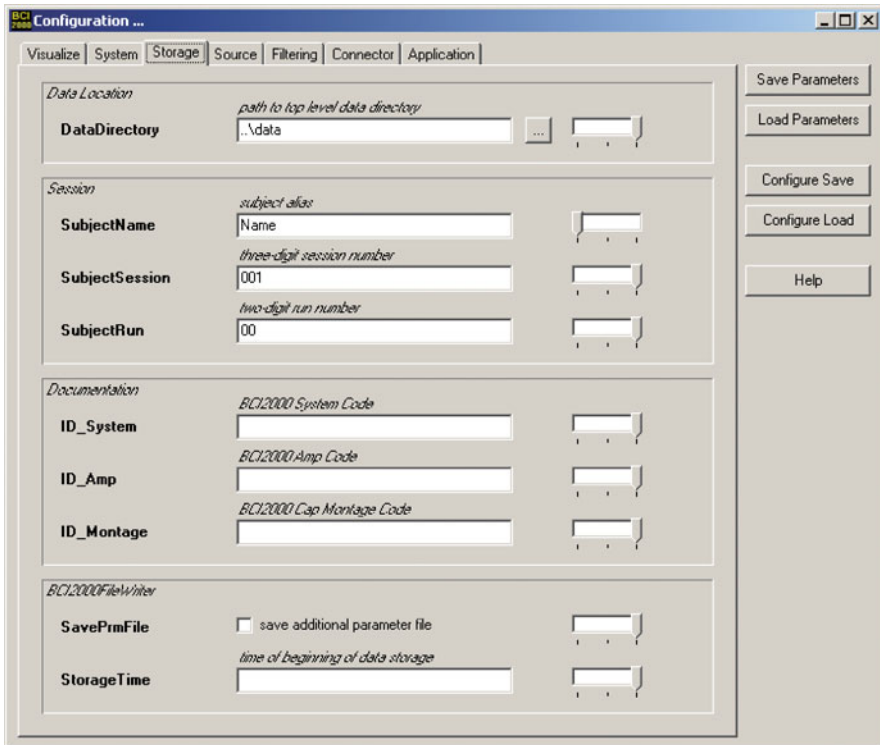 BCI 2000 Configuration ...
Visualize System Storage Source Filtering Connector Application
Data Location
path to top level data directory
DataDirectory ..\data ...
Session
subject alias
SubjectName Name
three-digit session number
SubjectSession 001
two-digit run number
SubjectRun 00
Documentation
BCI2000 System Code
ID_System
BCI2000 Amp Code
ID_Amp
BCI2000 Cap Montage Code
ID_Montage
BCI2000FileWriter
SavePrmFile save additional parameter file
time of beginning of data storage
StorageTime
Save Parameters
Load Parameters
Configure Save
Configure Load
Help